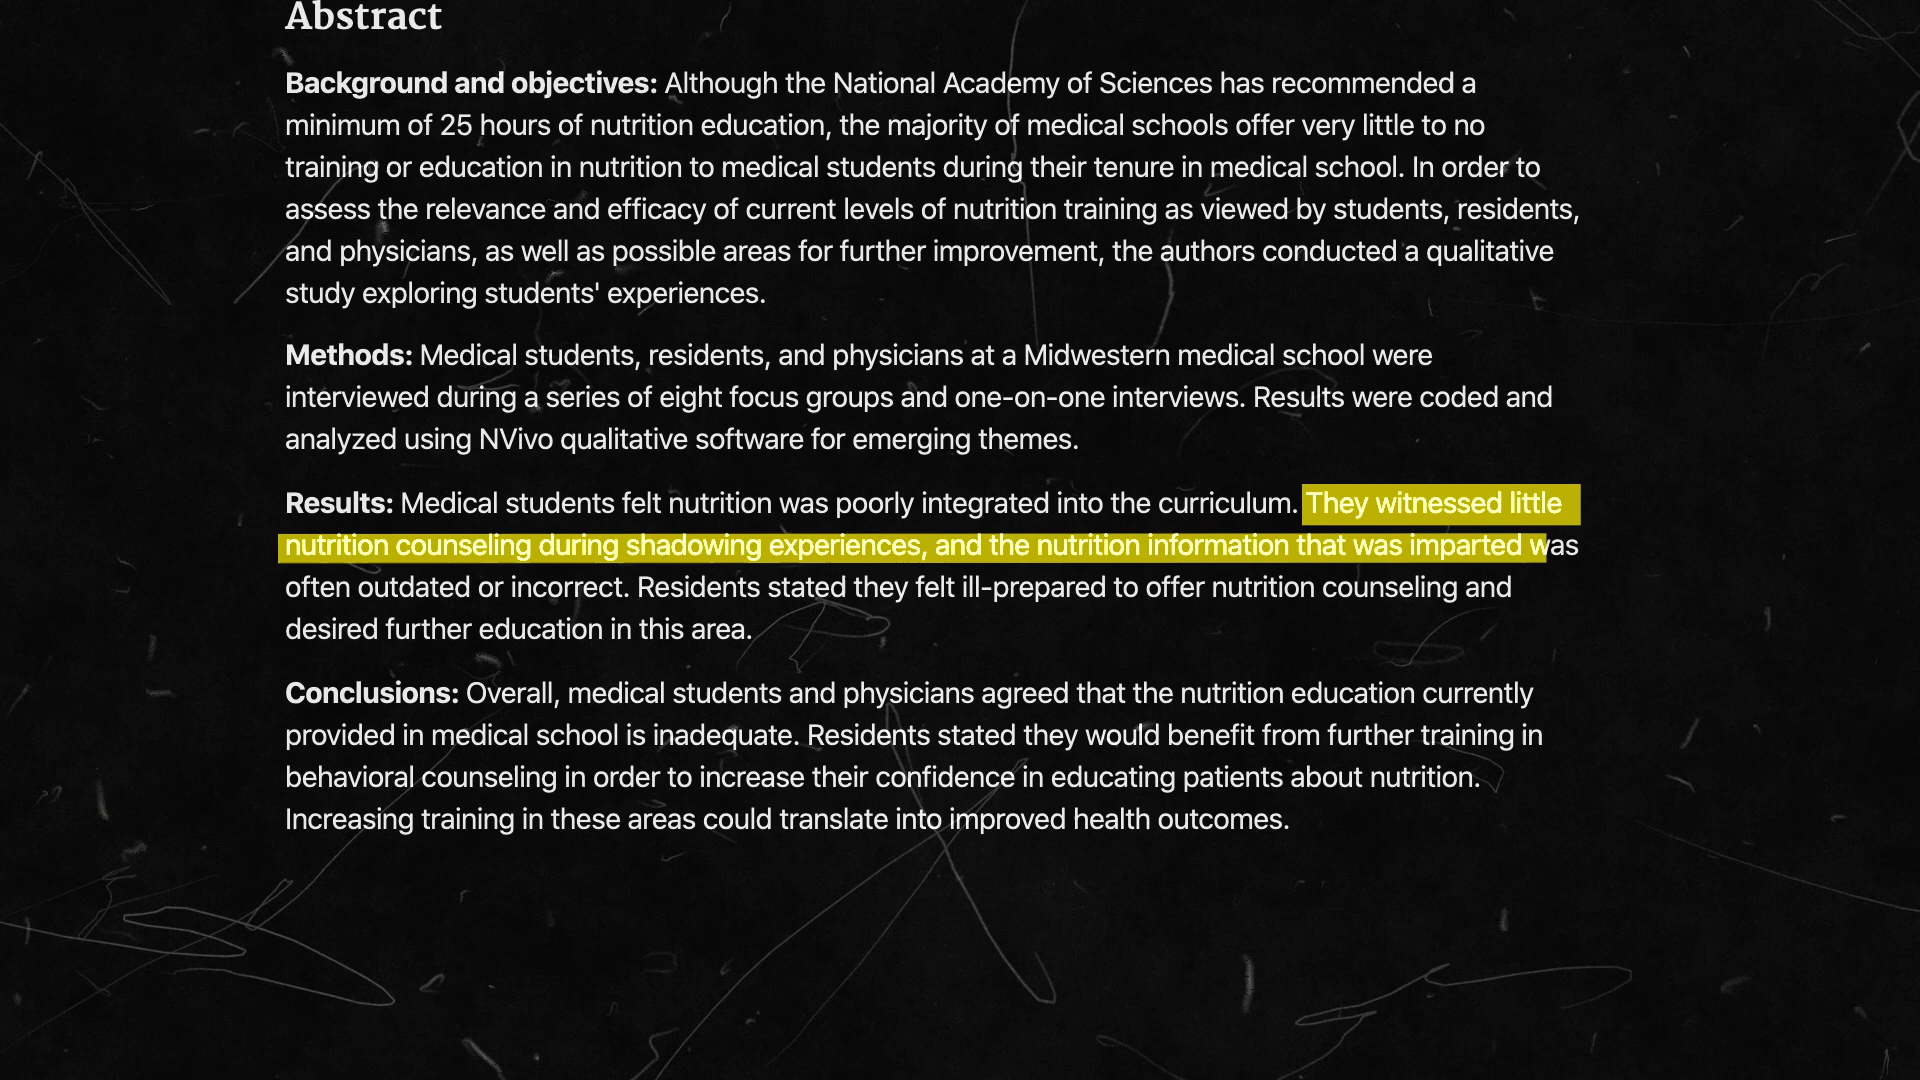 Abstract
Background and objectives: Although the National Academy of Sciences has recommended a
minimum of 25 hours of nutrition education, the majority of medical schools offer very little to no
training or education in nutrition to medical students during their tenure in medical school. In order to
assess the relevance and efficacy of current levels of nutrition training as viewed by students, residents,
and physicians, as well as possible areas for further improvement, the authors conducted a qualitative
study exploring students' experiences.
Methods: Medical students, residents, and physicians at a Midwestern medical school were
interviewed during a series of eight focus groups and one-on-one interviews. Results were coded and
analyzed using NVivo qualitative software for emerging themes.
Results: Medical students felt nutrition was poorly integrated into the curriculum. They witnessed little
nutrition counseling during shadowing experiences, and the nutrition information that was imparted was
often outdated or incorrect. Residents stated they felt ill-prepared to offer nutrition counseling and
desired further education in this area.
Conclusions: Overall, medical students and physicians agreed that the nutrition education currently
provided in medical school is inadequate. Residents stated they would benefit from further training in
behavioral counseling in order to increase their confidence in educating patients about nutrition.
Increasing training in these areas could translate into improved health outcomes.